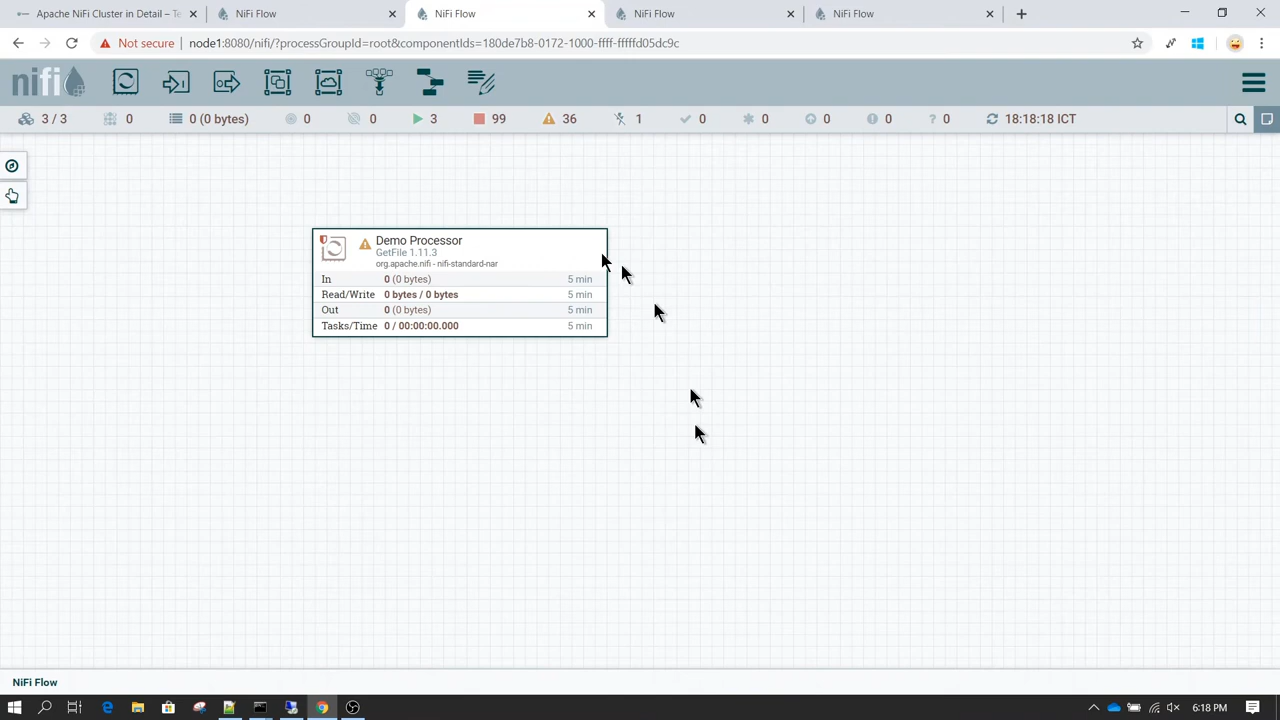 Apache NiFi Cluster in Detail – Te
NiFi Flow
NiFi Flow
NiFi Flow
NiFi Flow
Not secure
node1:8080/nifi/?processGroupId=root&componentIds=180de7b8-0172-1000-ffff-fffffd05dc9c
nifi
3 / 3
0
0 (0 bytes)
0
0
3
99
36
1
0
0
0
0
? 0
18:18:18 ICT
Demo Processor
GetFile 1.11.3
org.apache.nifi - nifi-standard-nar
In 0 (0 bytes) 5 min
Read/Write 0 bytes / 0 bytes 5 min
Out 0 (0 bytes) 5 min
Tasks/Time 0 / 00:00:00.000 5 min
NiFi Flow
6:18 PM